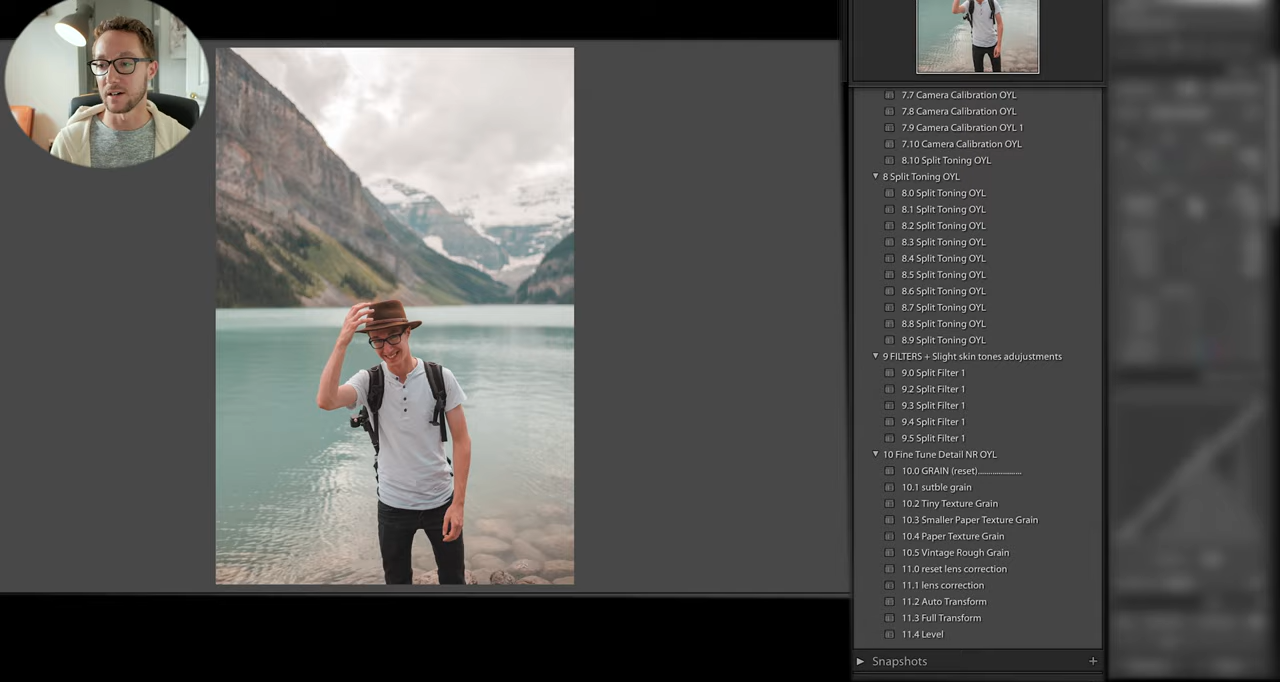 7.7 Camera Calibration OYL
7.8 Camera Calibration OYL
7.9 Camera Calibration OYL 1
7.10 Camera Calibration OYL
8.10 Split Toning OYL
8 Split Toning OYL
8.0 Split Toning OYL
8.1 Split Toning OYL
8.2 Split Toning OYL
8.3 Split Toning OYL
8.4 Split Toning OYL
8.5 Split Toning OYL
8.6 Split Toning OYL
8.7 Split Toning OYL
8.8 Split Toning OYL
8.9 Split Toning OYL
9 FILTERS + Slight skin tones adujustments
9.0 Split Filter 1
9.2 Split Filter 1
9.3 Split Filter 1
9.4 Split Filter 1
9.5 Split Filter 1
10 Fine Tune Detail NR OYL
10.0 GRAIN (reset)....................
10.1 sutble grain
10.2 Tiny Texture Grain
10.3 Smaller Paper Texture Grain
10.4 Paper Texture Grain
10.5 Vintage Rough Grain
11.0 reset lens correction
11.1 lens correction
11.2 Auto Transform
11.3 Full Transform
11.4 Level
Snapshots +